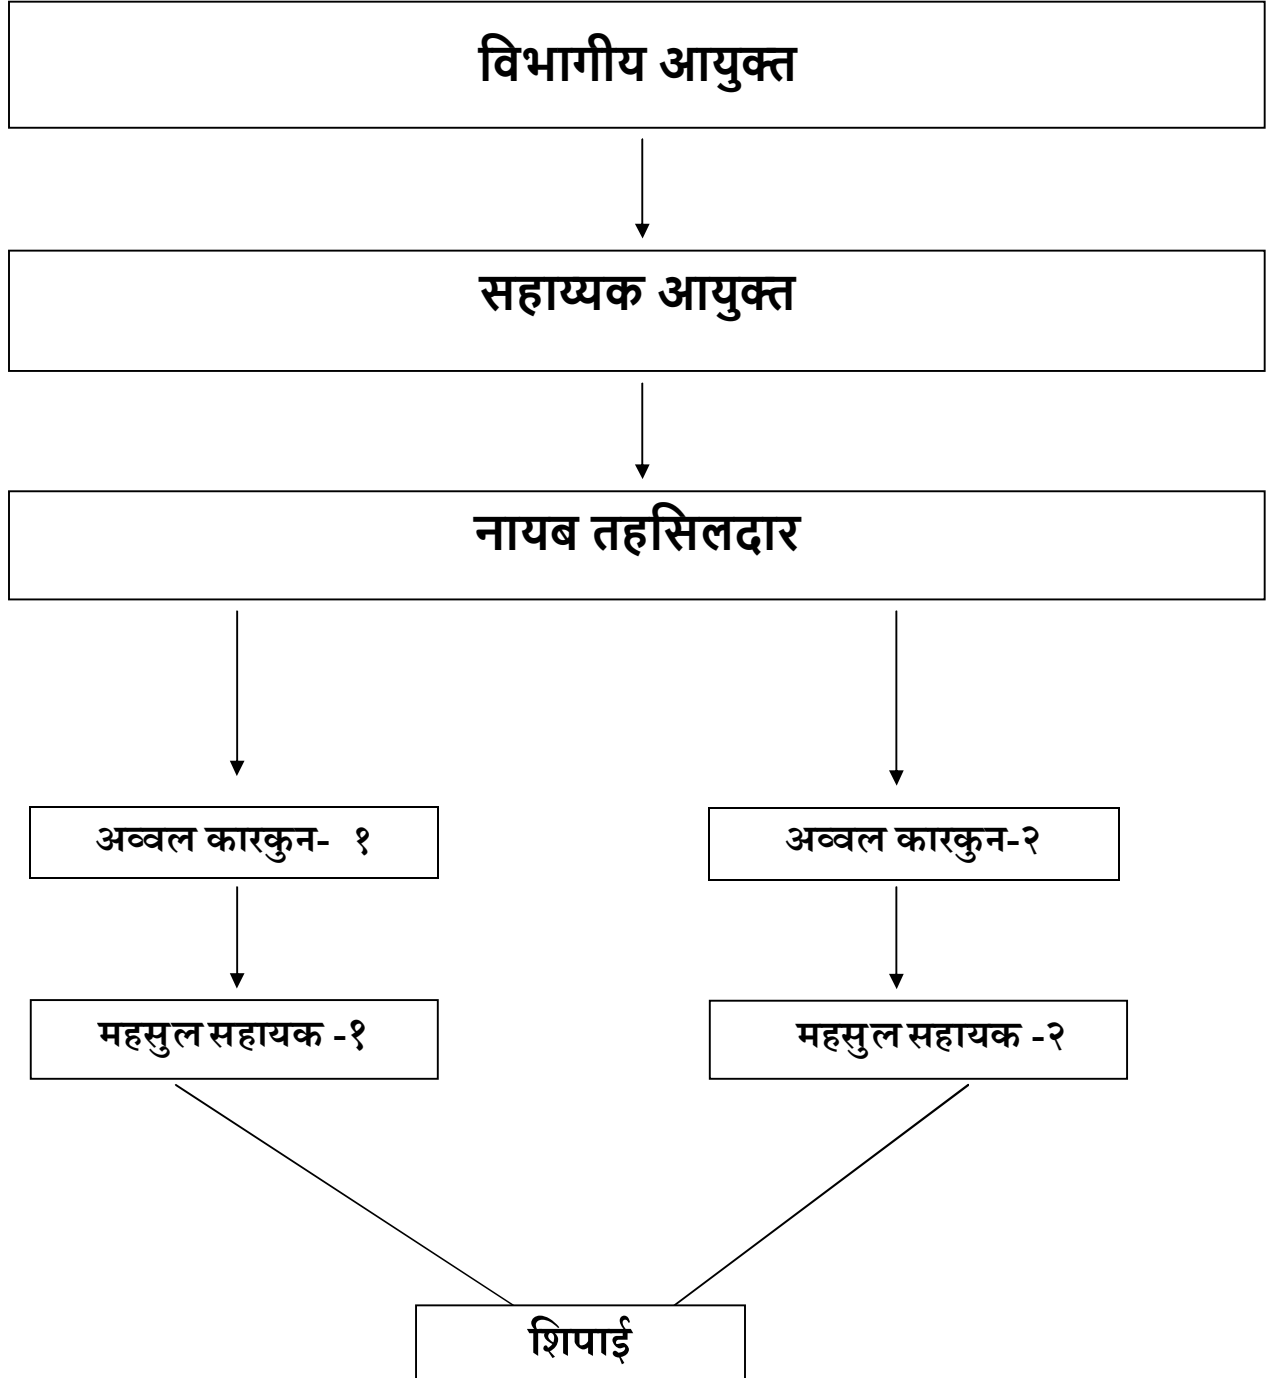 विभागीय आयुक्त
सहाय्यक आयुक्त
नायब तहसिलदार
अव्वल कारकुन- १
अव्वल कारकुन-२
महसुल सहायक -१
महसुल सहायक -२
शिपाई